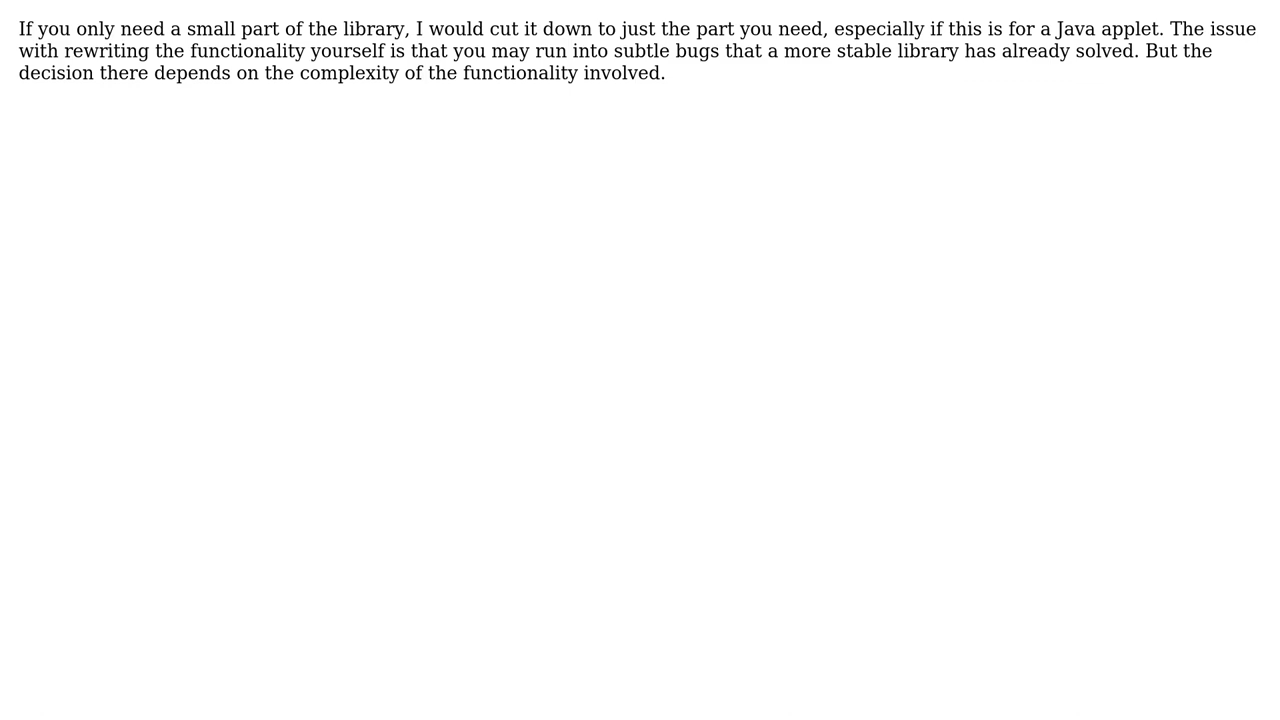 If you only need a small part of the library, I would cut it down to just the part you need, especially if this is for a Java applet. The issue
with rewriting the functionality yourself is that you may run into subtle bugs that a more stable library has already solved. But the
decision there depends on the complexity of the functionality involved.